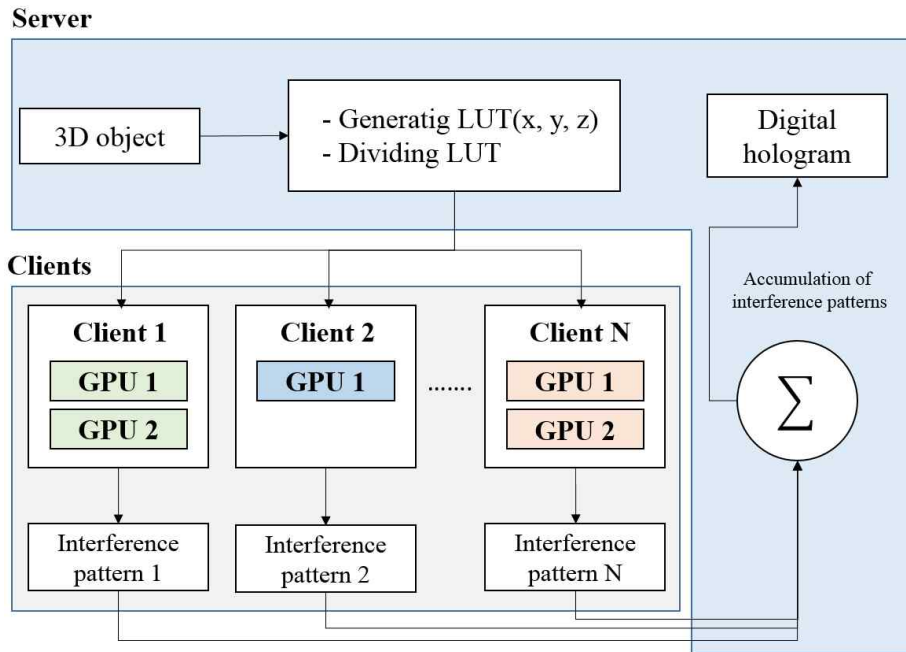 Server
3D object
- Generatig LUT(x, y, z)
- Dividing LUT
Digital
hologram
Clients
Accumulation of
interference patterns
Client 1
GPU 1
GPU 2
Client 2
GPU 1
.......
Client N
GPU 1
GPU 2
∑
Interference
pattern 1
Interference
pattern 2
Interference
pattern N